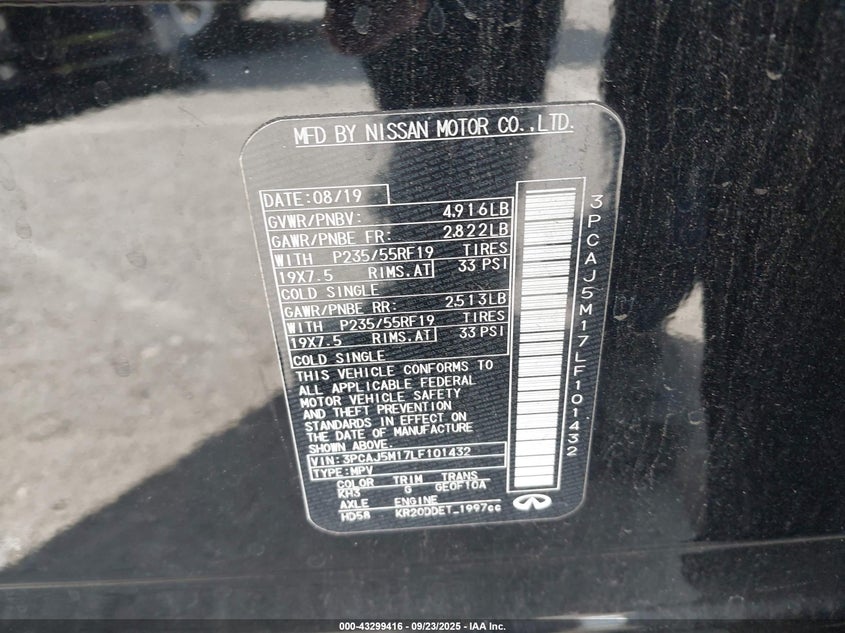 MFD BY NISSAN MOTOR CO.,LTD.
DATE:08/19
GVWR/PNBV: 4.916LB
GAWR/PNBE FR: 2.822LB
WITH P235/55RF19 TIRES
19X7.5 RIMS.AT 33 PSI
COLD SINGLE
GAWR/PNBE RR: 2.513LB
WITH P235/55RF19 TIRES
19X7.5 RIMS.AT 33 PSI
COLD SINGLE
THIS VEHICLE CONFORMS TO
ALL APPLICABLE FEDERAL
MOTOR VEHICLE SAFETY
AND THEFT PREVENTION
STANDARDS IN EFFECT ON
THE DATE OF MANUFACTURE
SHOWN ABOVE.
VIN:3PCAJ5M17LF101432
TYPE:MPV
COLOR TRIM TRANS
KH3 G GE0F10A
AXLE ENGINE
HD58 KR20DDET_1997cc
3PCAJ5M17LF101432
000-43299416 - 09/23/2025 - IAA Inc.